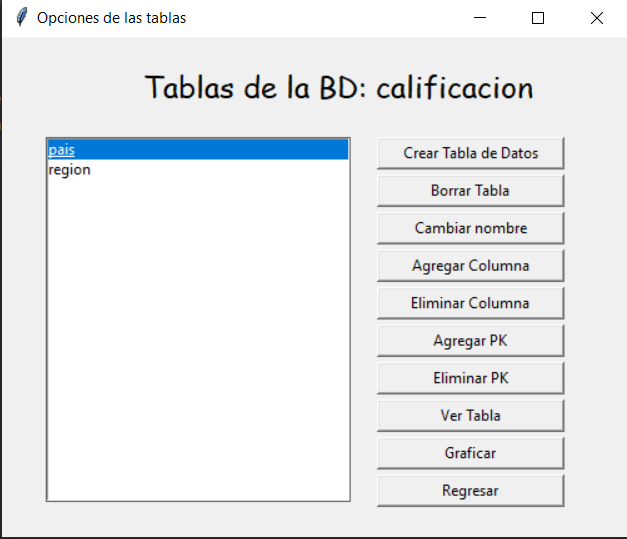 Opciones de las tablas
Tablas de la BD: calificacion
pais
region
Crear Tabla de Datos
Borrar Tabla
Cambiar nombre
Agregar Columna
Eliminar Columna
Agregar PK
Eliminar PK
Ver Tabla
Graficar
Regresar